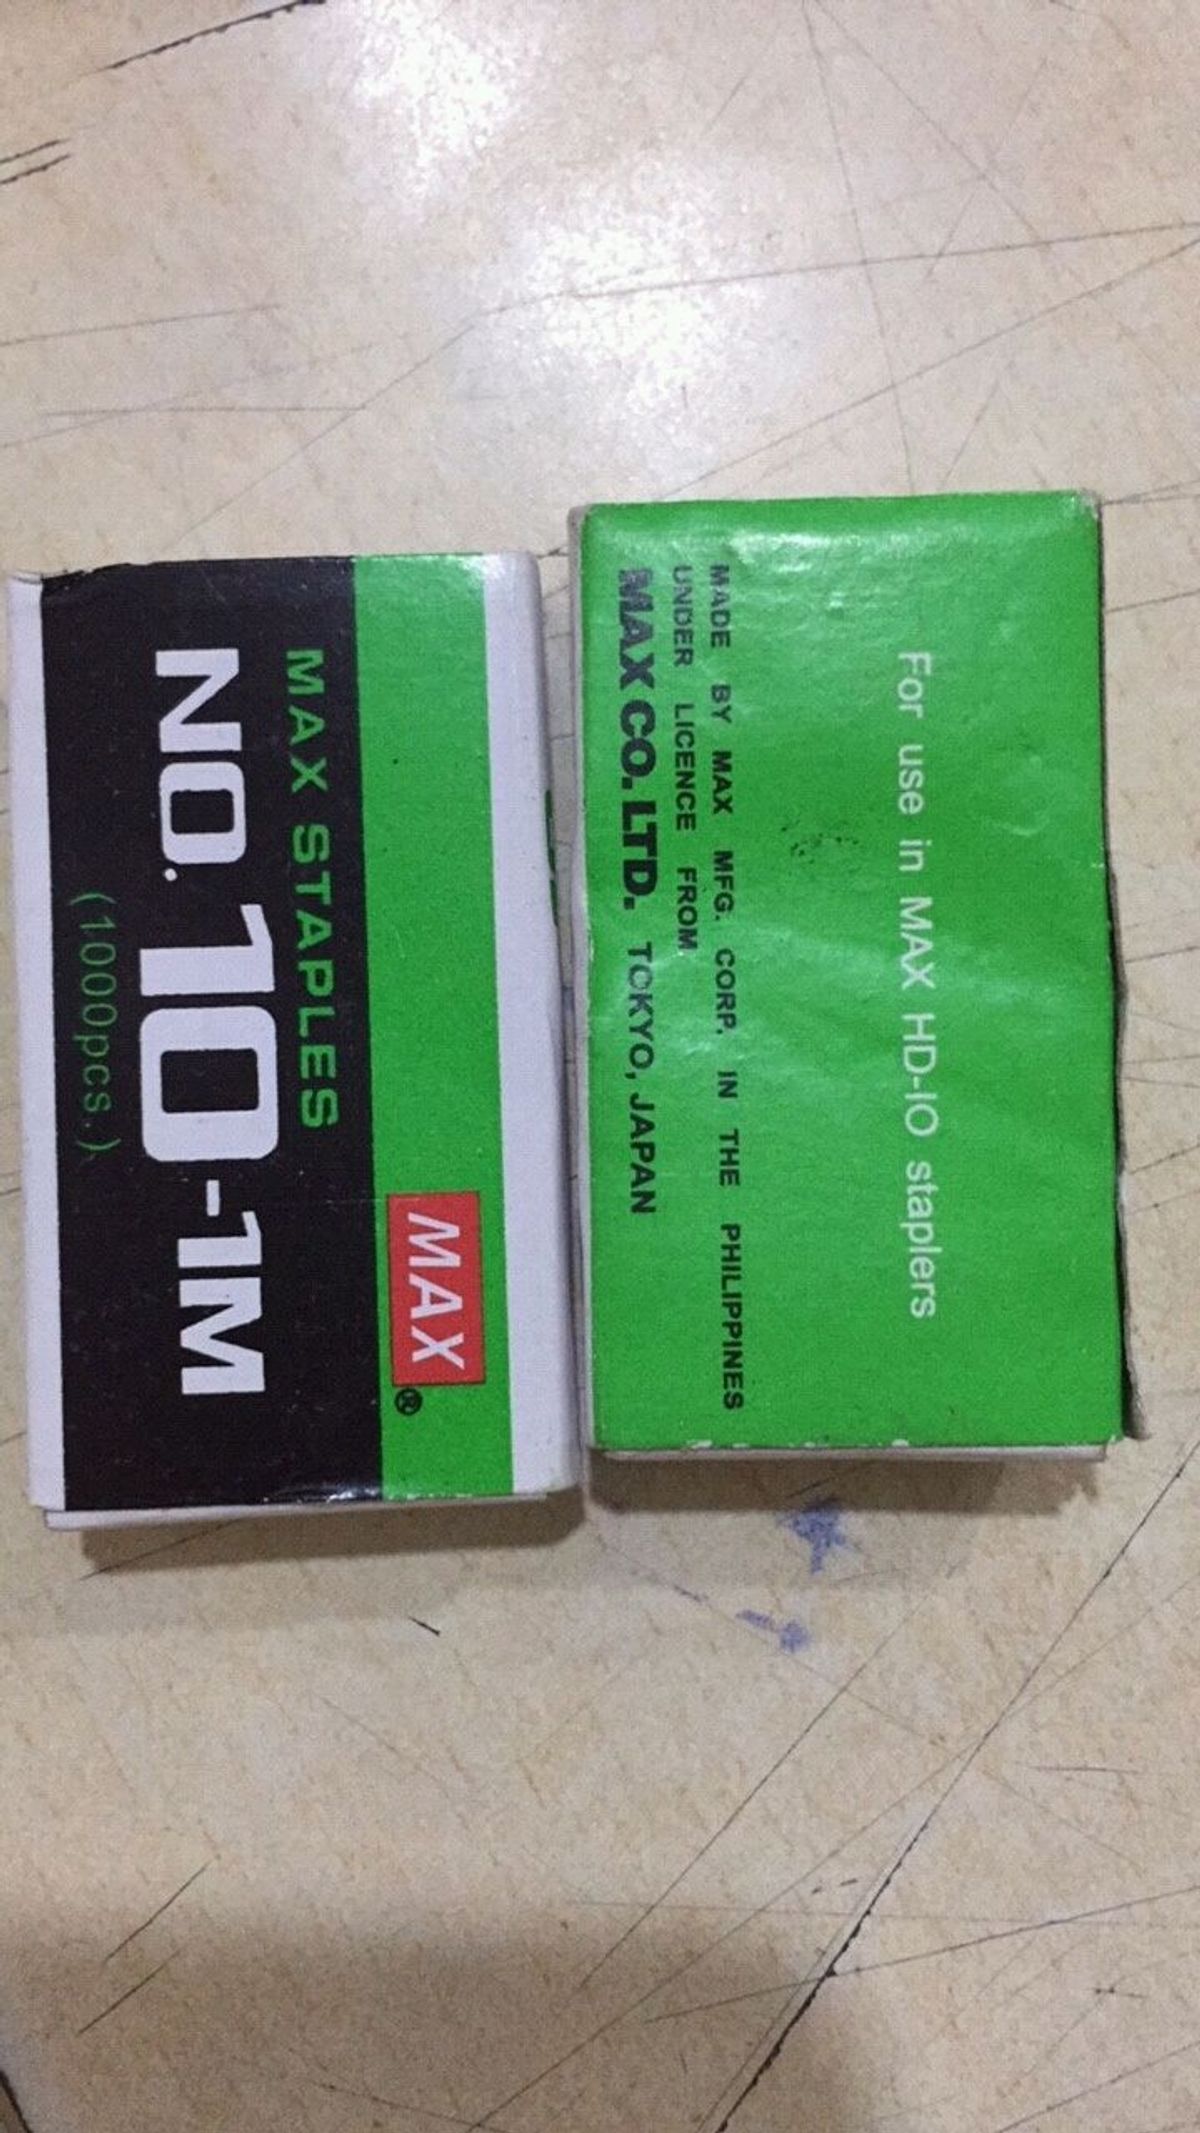 MAX
®
MAX STAPLES
NO. 10-1M
(1000pcs.)
For use in MAX HD-10 staplers
MADE BY MAX MFG. CORP. IN THE PHILIPPINES
UNDER LICENCE FROM
MAX CO. LTD. TOKYO, JAPAN